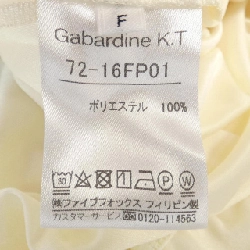 F
Gabardine K.T
72-16FP01
ポリエステル 100%
㈱ファイブフォックス フィリピン
カスタマーサービス 0120-114563